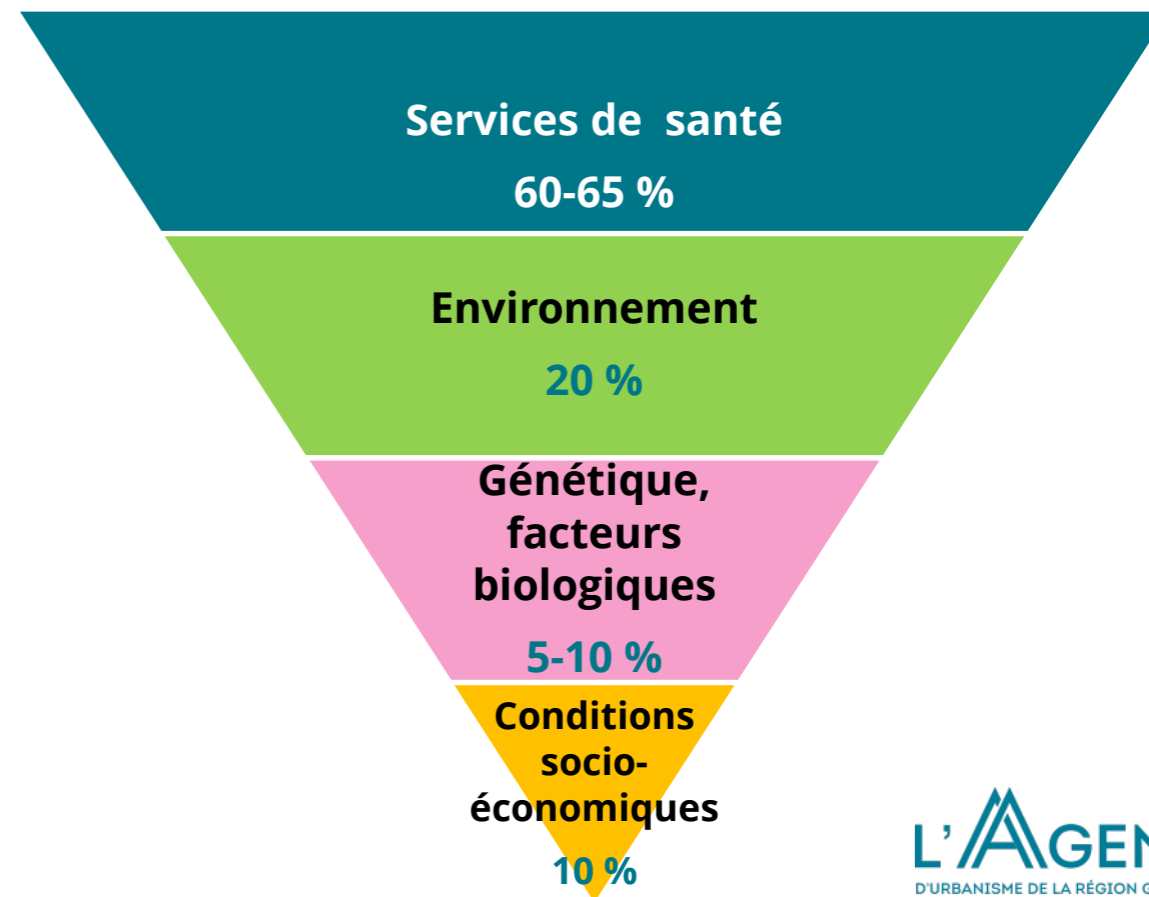 Services de santé
60-65 %
Environnement
20 %
Génétique,
facteurs
biologiques
5-10 %
Conditions
socio-
économiques
10 %
L'AGEN
D'URBANISME DE LA RÉGION G